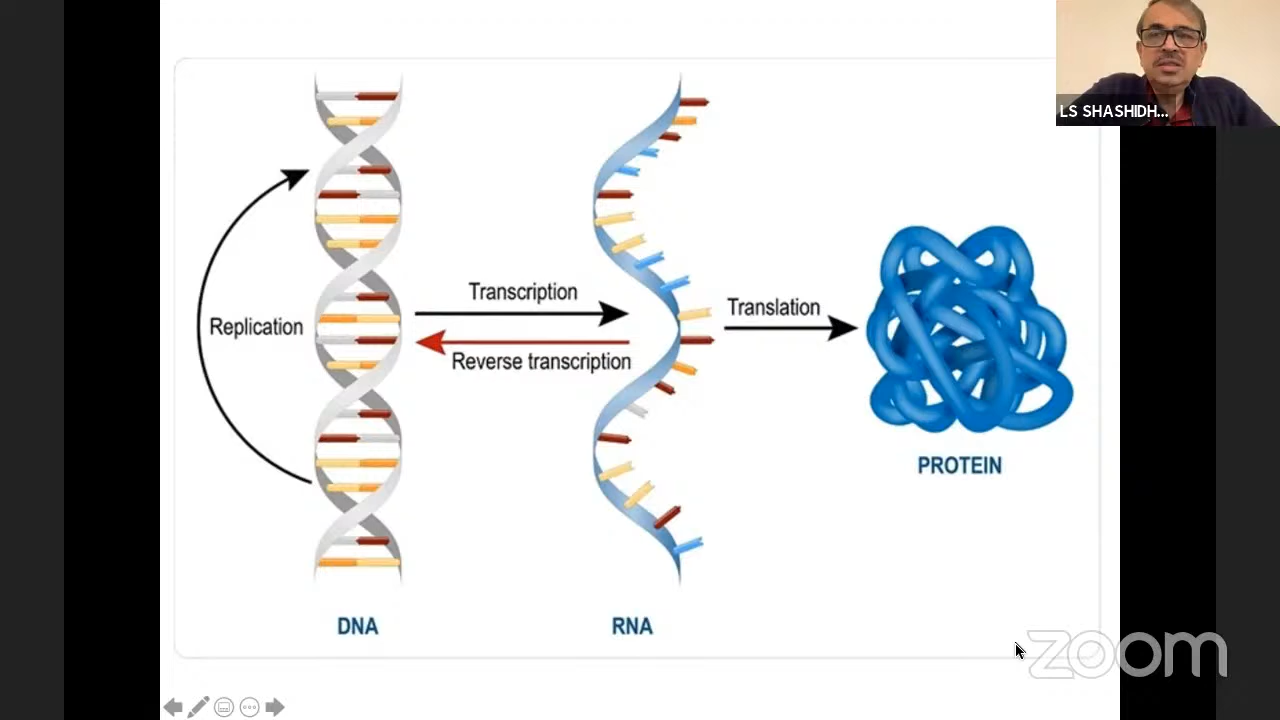 LS SHASHIDH...
Transcription
Replication
Translation
Reverse transcription
PROTEIN
DNA
RNA
zoom